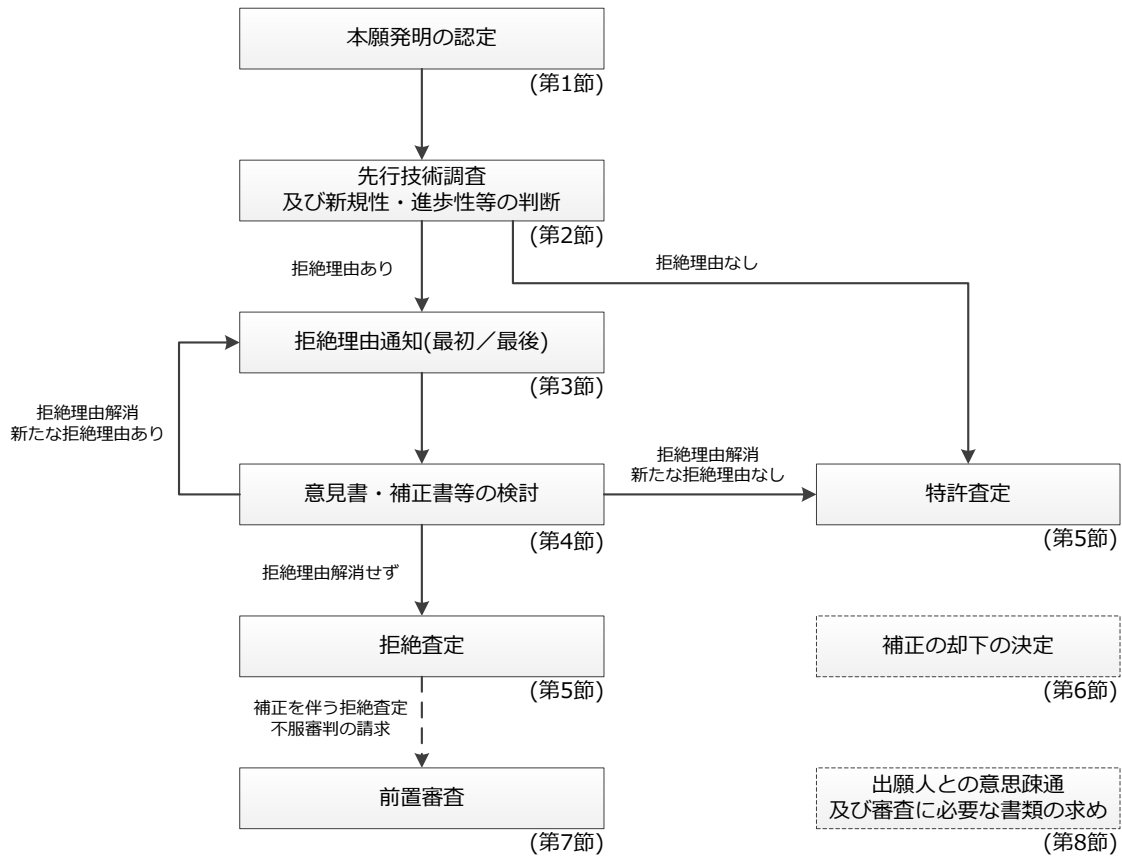 本願発明の認定
(第1節)
先行技術調査
及び新規性・進歩性等の判断
(第2節)
拒絶理由あり
拒絶理由なし
拒絶理由通知(最初／最後)
(第3節)
拒絶理由解消
新たな拒絶理由あり
拒絶理由解消
新たな拒絶理由なし
意見書・補正書等の検討
(第4節)
特許査定
(第5節)
拒絶理由解消せず
拒絶査定
(第5節)
補正の却下の決定
(第6節)
補正を伴う拒絶査定
不服審判の請求
前置審査
(第7節)
出願人との意思疎通
及び審査に必要な書類の求め
(第8節)